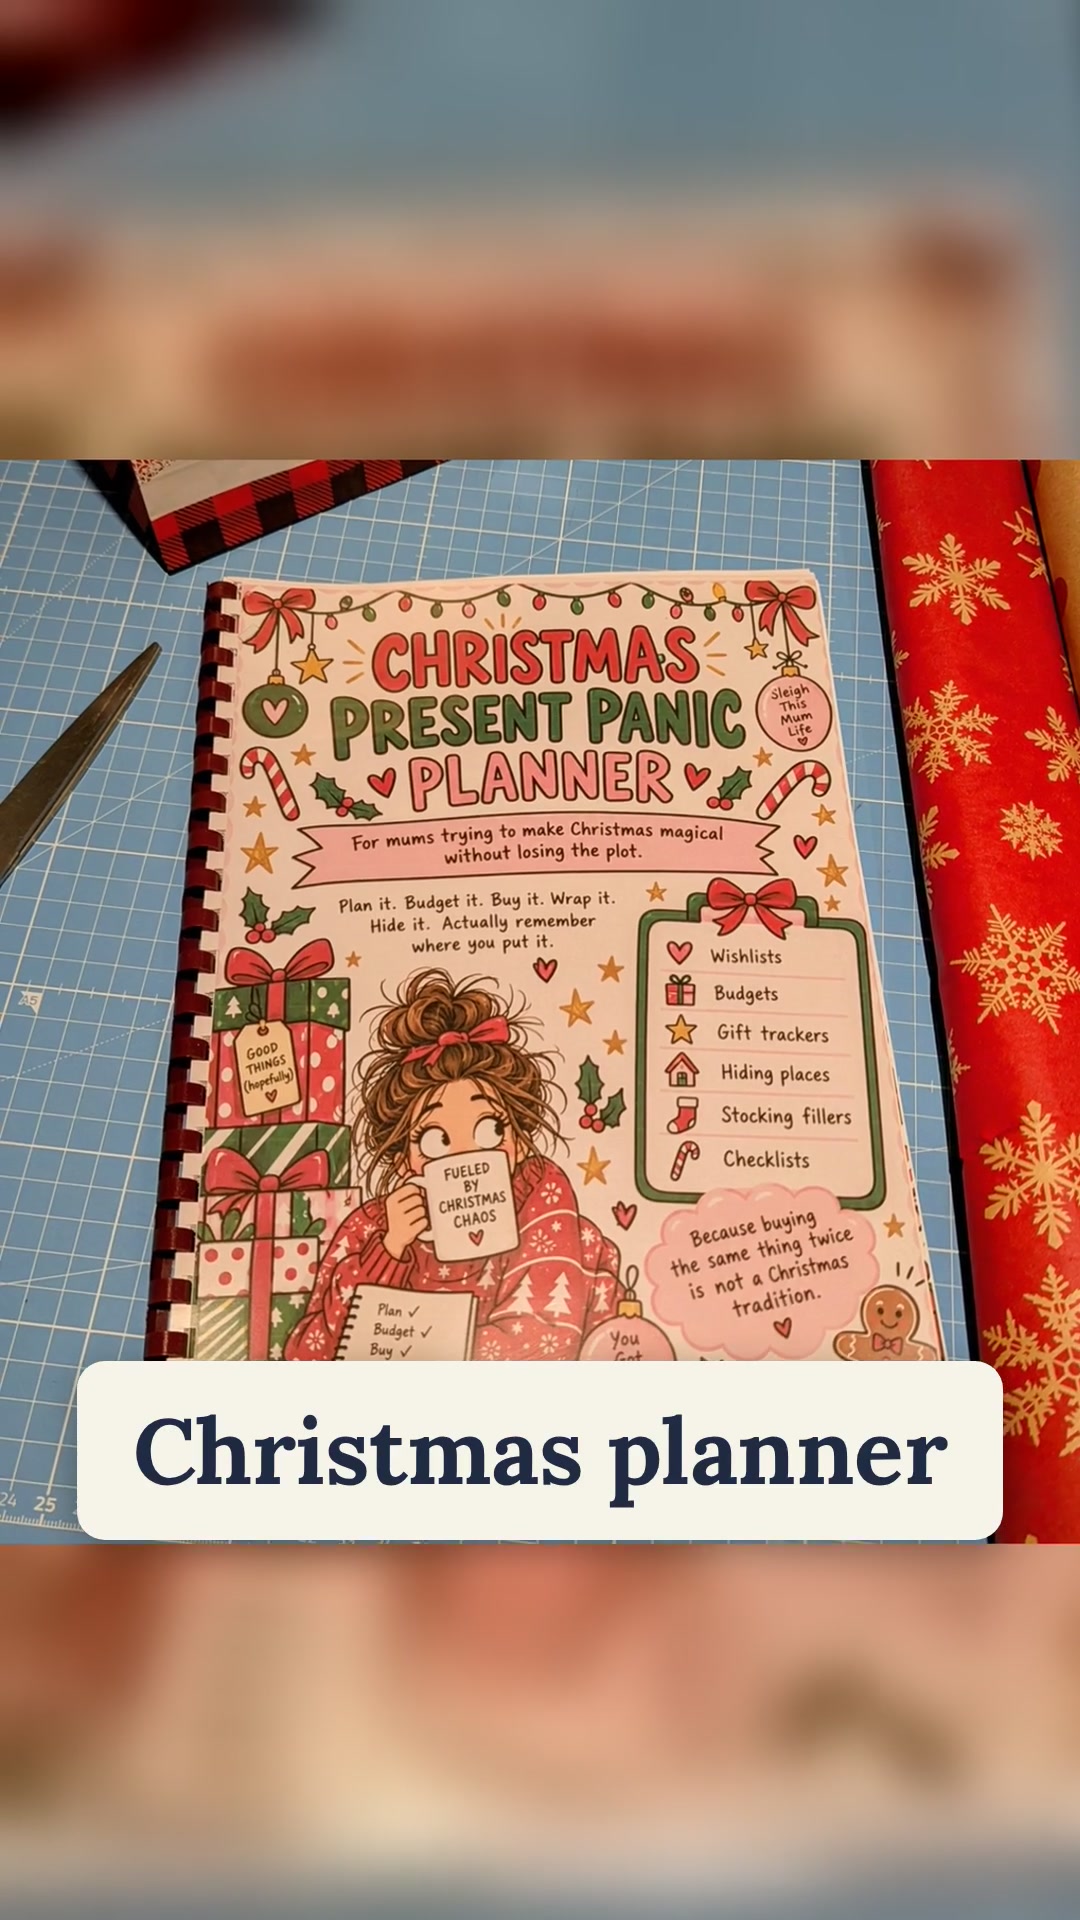 CHRISTMAS
PRESENT PANIC
PLANNER
Sleigh
This
Mum
Life
For mums trying to make Christmas magical
without losing the plot.
Plan it. Budget it. Buy it. Wrap it.
Hide it. Actually remember
where you put it.
Wishlists
Budgets
Gift trackers
Hiding places
Stocking fillers
Checklists
GOOD
THINGS
(hopefully)
FUELED
BY
CHRISTMAS
CHAOS
Because buying
the same thing twice
is not a Christmas
tradition.
Plan ✓
Budget ✓
Buy ✓
You
Got
A5
Christmas planner
24 25